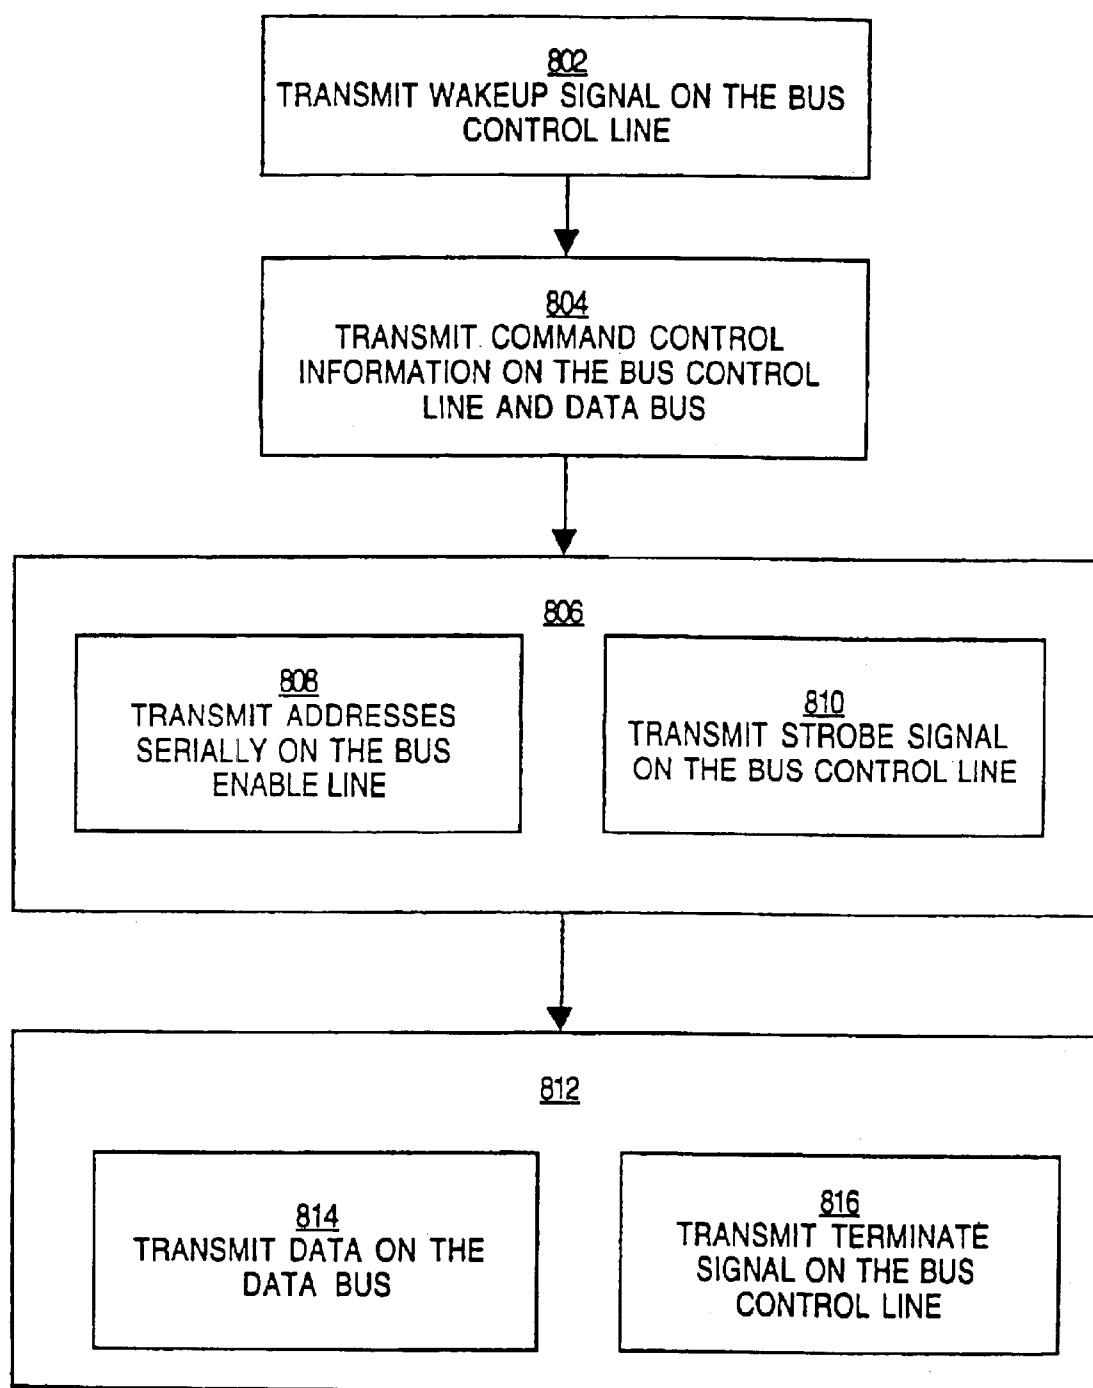 802
TRANSMIT WAKEUP SIGNAL ON THE BUS
CONTROL LINE
804
TRANSMIT COMMAND CONTROL
INFORMATION ON THE BUS CONTROL
LINE AND DATA BUS
806
808
TRANSMIT ADDRESSES
SERIALLY ON THE BUS
ENABLE LINE
810
TRANSMIT STROBE SIGNAL
ON THE BUS CONTROL LINE
812
814
TRANSMIT DATA ON THE
DATA BUS
816
TRANSMIT TERMINATE
SIGNAL ON THE BUS
CONTROL LINE